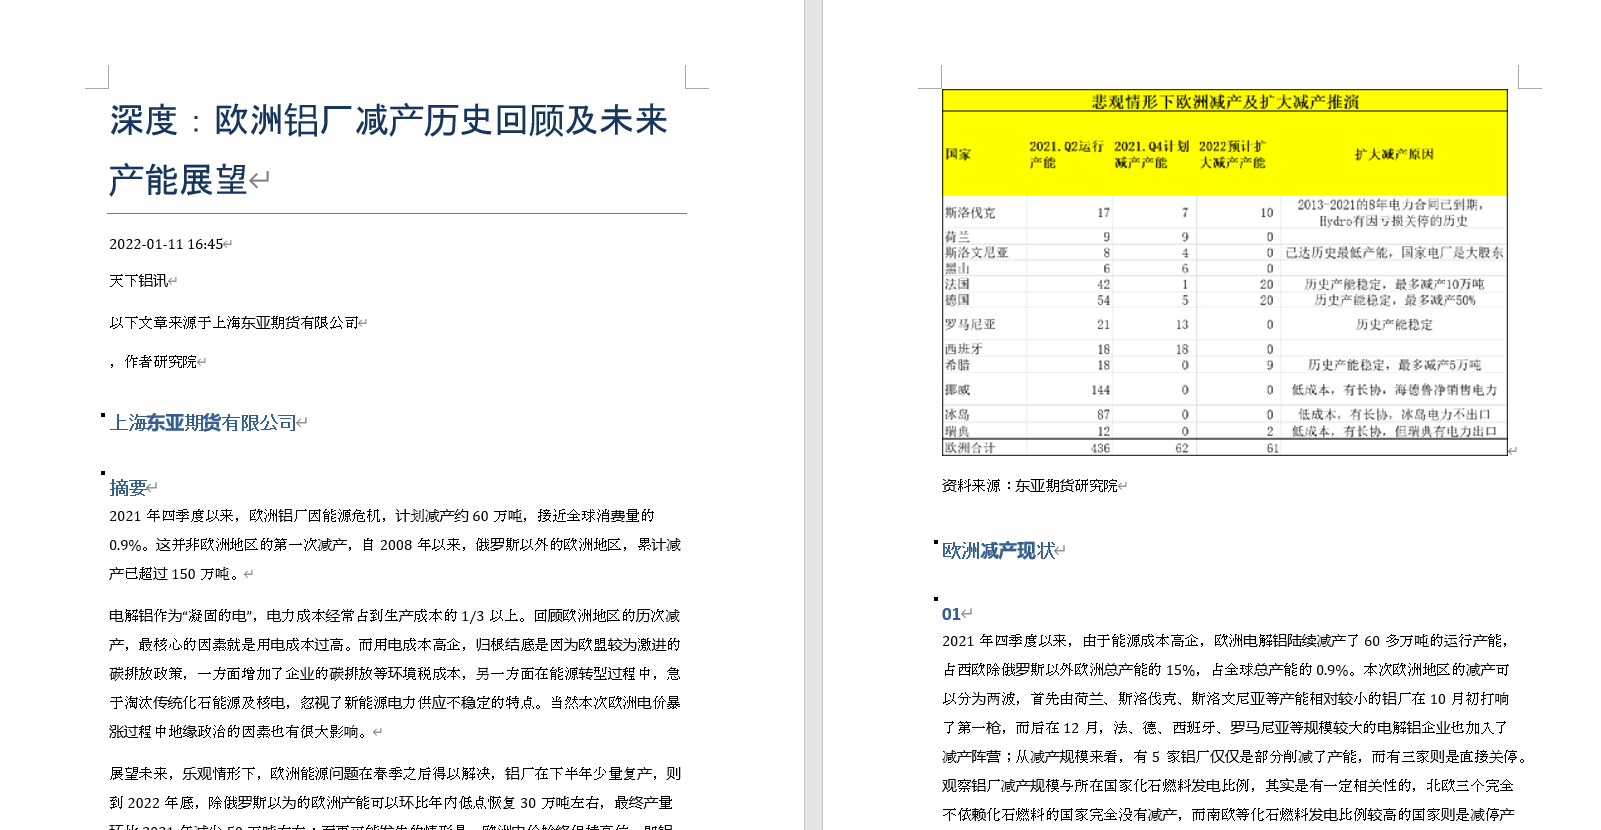 深度：欧洲铝厂减产历史回顾及未来
产能展望
2022-01-11 16:45
天下铝讯
以下文章来源于上海东亚期货有限公司
，作者研究院
上海东亚期货有限公司
摘要
2021 年四季度以来，欧洲铝厂因能源危机，计划减产约 60 万吨，接近全球消费量的
0.9%。这并非欧洲地区的第一次减产，自 2008 年以来，俄罗斯以外的欧洲地区，累计减
产已超过 150 万吨。
电解铝作为“凝固的电”，电力成本经常占到生产成本的 1/3 以上。回顾欧洲地区的历次减
产，最核心的因素就是用电成本过高。而用电成本高企，归根结底是因为欧盟较为激进的
碳排放政策，一方面增加了企业的碳排放等环境税成本，另一方面在能源转型过程中，急
于淘汰传统化石能源及核电，忽视了新能源电力供应不稳定的特点。当然本次欧洲电价暴
涨过程中地缘政治的因素也有很大影响。
展望未来，乐观情形下，欧洲能源问题在春季之后得以解决，铝厂在下半年少量复产，则
到 2022 年底，除俄罗斯以为的欧洲产能可以环比年内低点恢复 30 万吨左右，最终产量
悲观情形下欧洲减产及扩大减产推演
国家 2021.Q2运行产能 2021.Q4计划减产产能 2022预计扩大减产产能 扩大减产原因
斯洛伐克 17 7 10 2013-2021的8年电力合同已到期，Hydro有因亏损关停的历史
荷兰 9 9 0
斯洛文尼亚 8 4 0 已达历史最低产能，国家电厂是大股东
黑山 6 6 0
法国 42 1 20 历史产能稳定，最多减产10万吨
德国 54 5 20 历史产能稳定，最多减产50%
罗马尼亚 21 13 0 历史产能稳定
西班牙 18 18 0
希腊 18 0 9 历史产能稳定，最多减产5万吨
挪威 144 0 0 低成本，有长协，海德鲁净销售电力
冰岛 87 0 0 低成本，有长协，冰岛电力不出口
瑞典 12 0 2 低成本，有长协，但瑞典有电力出口
欧洲合计 436 62 61
资料来源：东亚期货研究院
欧洲减产现状
01
2021 年四季度以来，由于能源成本高企，欧洲电解铝陆续减产了 60 多万吨的运行产能，
占西欧除俄罗斯以外欧洲总产能的 15%，占全球总产能的 0.9%。本次欧洲地区的减产可
以分为两波，首先由荷兰、斯洛伐克、斯洛文尼亚等产能相对较小的铝厂在 10 月初打响
了第一枪，而后在 12 月，法、德、西班牙、罗马尼亚等规模较大的电解铝企业也加入了
减产阵营；从减产规模来看，有 5 家铝厂仅仅是部分削减了产能，而有三家则是直接关停。
观察铝厂减产规模与所在国家化石燃料发电比例，其实是有一定相关性的，北欧三个完全
不依赖化石燃料的国家完全没有减产，而南欧等化石燃料发电比例较高的国家则是减停产